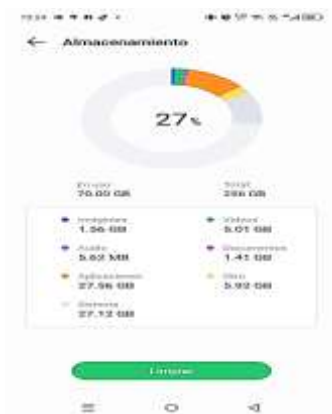 Almacenamiento
27%
En uso Total
70.00 GB 256 GB
Imágenes Videos
1.56 GB 5.01 GB
Audio Documentos
5.62 MB 1.41 GB
Aplicaciones Otro
27.56 GB 5.92 GB
Sistema
27.12 GB
Limpiar